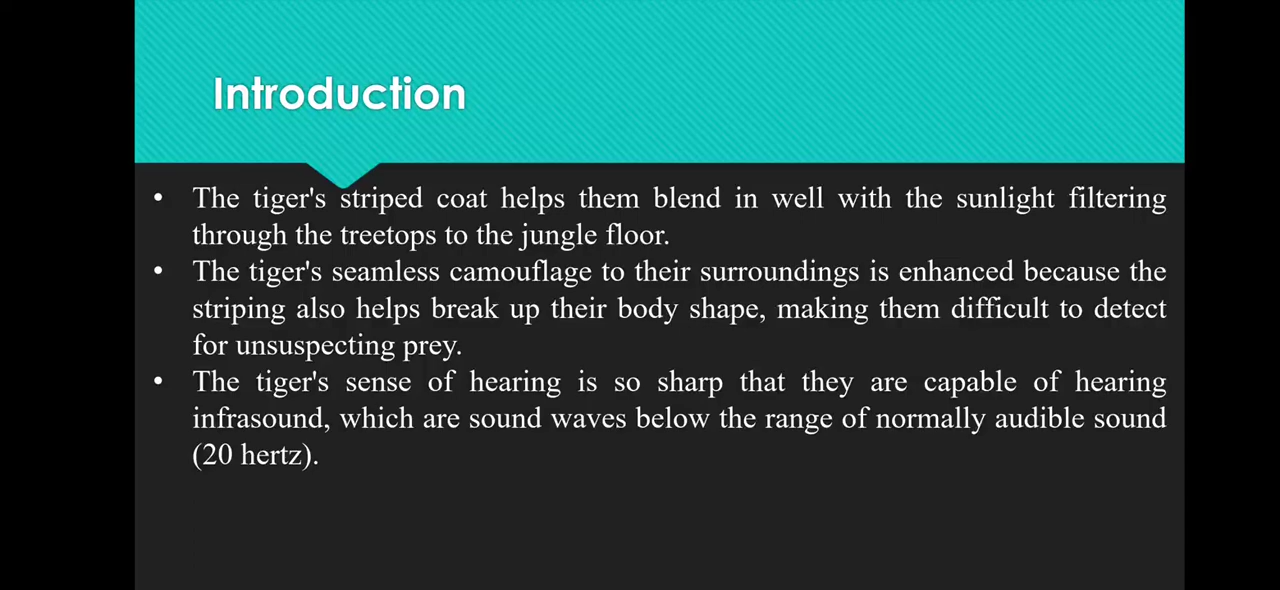 Introduction
• The tiger's striped coat helps them blend in well with the sunlight filtering
through the treetops to the jungle floor.
• The tiger's seamless camouflage to their surroundings is enhanced because the
striping also helps break up their body shape, making them difficult to detect
for unsuspecting prey.
• The tiger's sense of hearing is so sharp that they are capable of hearing
infrasound, which are sound waves below the range of normally audible sound
(20 hertz).